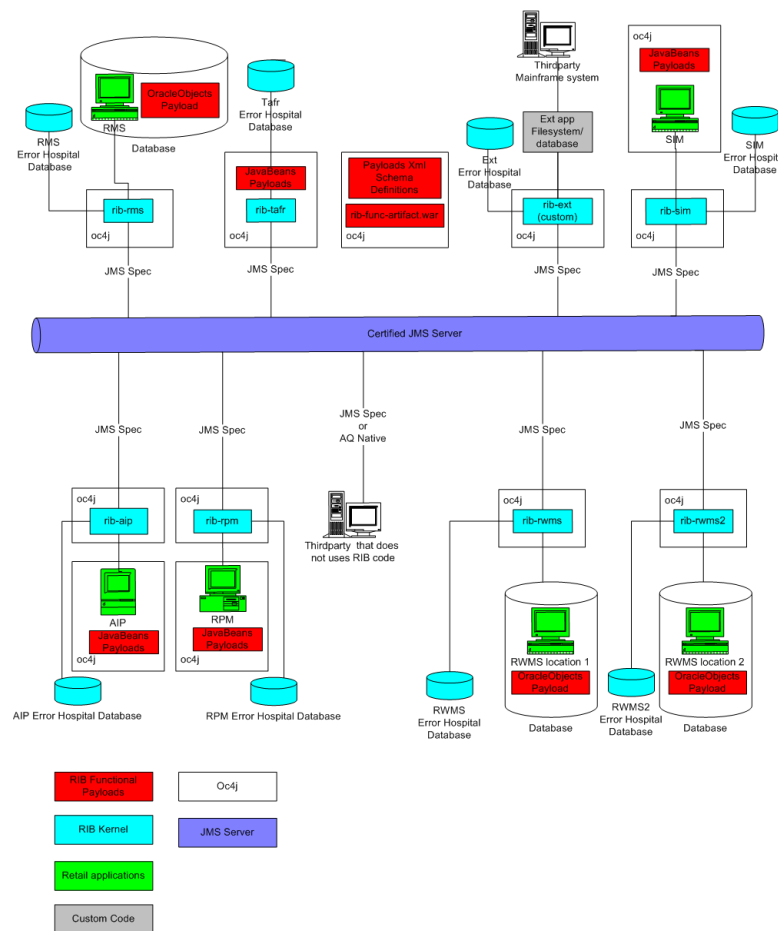 oc4j
JavaBeans
Payloads
SIM
SIM
Error Hospital
Database
Thirdparty
Mainframe system
Ext app
Filesystem/
database
Ext
Error Hospital
Database
rib-ext
(custom)
oc4j
rib-sim
oc4j
OracleObjects
Payload
RMS
Database
RMS
Error Hospital
Database
rib-rms
oc4j
Tafr
Error Hospital
Database
JavaBeans
Payloads
rib-tafr
oc4j
Payloads Xml
Schema
Definitions
rib-func-artifact.war
oc4j
JMS Spec
JMS Spec
JMS Spec
JMS Spec
Certified JMS Server
JMS Spec
JMS Spec
JMS Spec
or
AQ Native
JMS Spec
JMS Spec
oc4j
rib-aip
oc4j
rib-rpm
Thirdparty that does
not uses RIB code
oc4j
rib-rwms
oc4j
rib-rwms2
AIP
JavaBeans
Payloads
oc4j
RPM
JavaBeans
Payloads
oc4j
RWMS location 1
OracleObjects
Payload
Database
RWMS location 2
OracleObjects
Payload
Database
AIP Error Hospital Database
RPM Error Hospital Database
RWMS
Error Hospital
Database
RWMS2
Error Hospital
Database
RIB Functional
Payloads
Oc4j
RIB Kernel
JMS Server
Retail applications
Custom Code